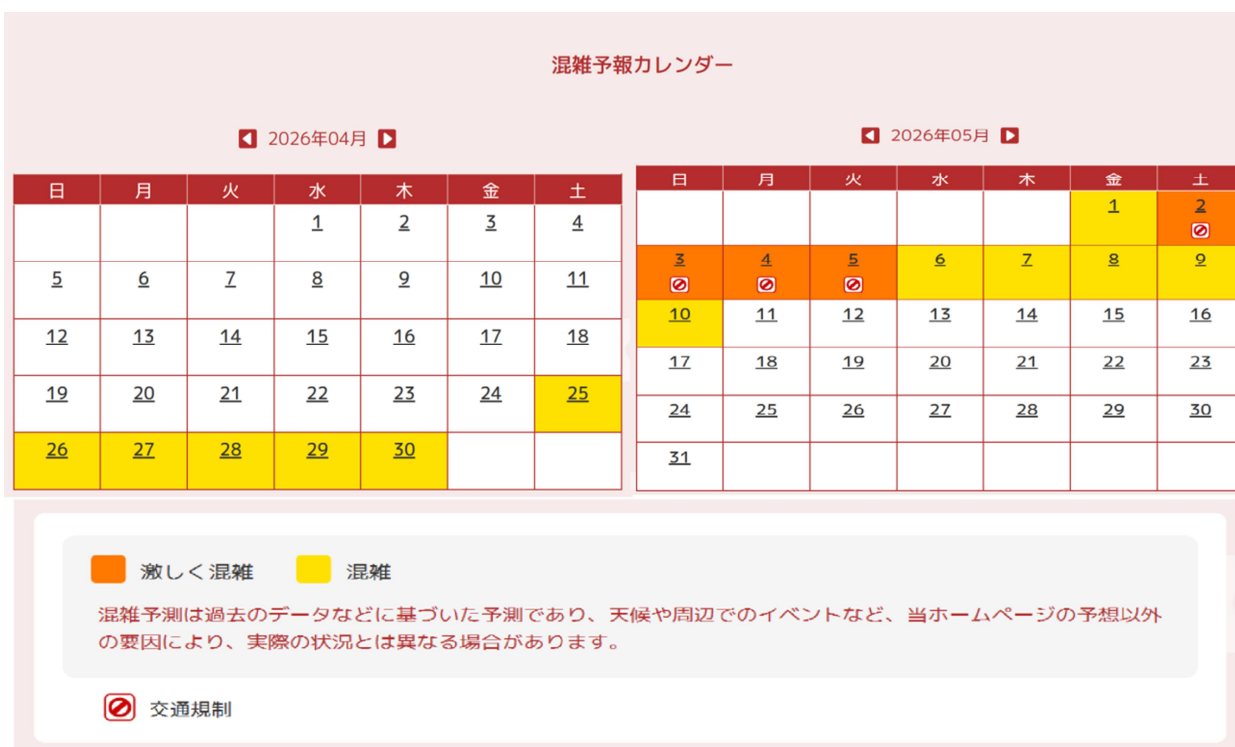 混雑予報カレンダー
2026年04月
日 月 火 水 木 金 土
1 2 3 4
5 6 7 8 9 10 11
12 13 14 15 16 17 18
19 20 21 22 23 24 25
26 27 28 29 30
2026年05月
日 月 火 水 木 金 土
1 2
3 4 5 6 7 8 9
10 11 12 13 14 15 16
17 18 19 20 21 22 23
24 25 26 27 28 29 30
31
激しく混雑 混雑
混雑予測は過去のデータなどに基づいた予測であり、天候や周辺でのイベントなど、当ホームページの予想以外
の要因により、実際の状況とは異なる場合があります。
交通規制